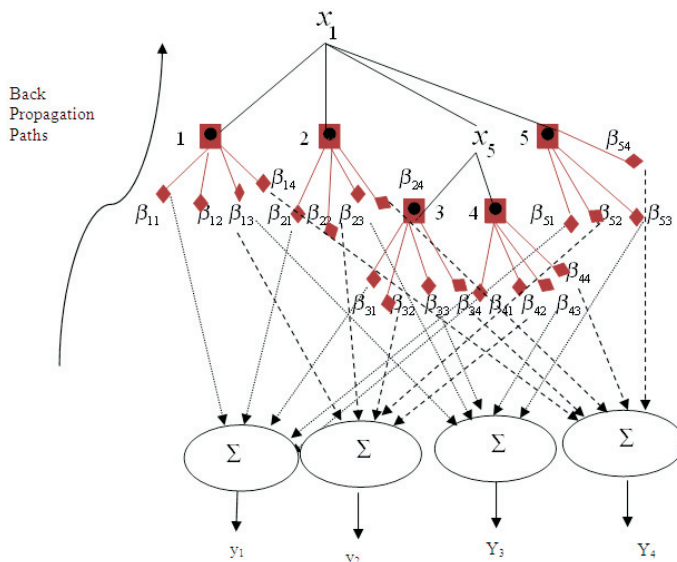 x1
Back
Propagation
Paths
1
2
x5
5
β54
β14
β24
β11
β12
β13
β21
β22
β23
3
4
β51
β52
β53
β44
β31
β32
β33
β34
β41
β42
β43
Σ
Σ
Σ
Σ
y1
y2
Y3
Y4